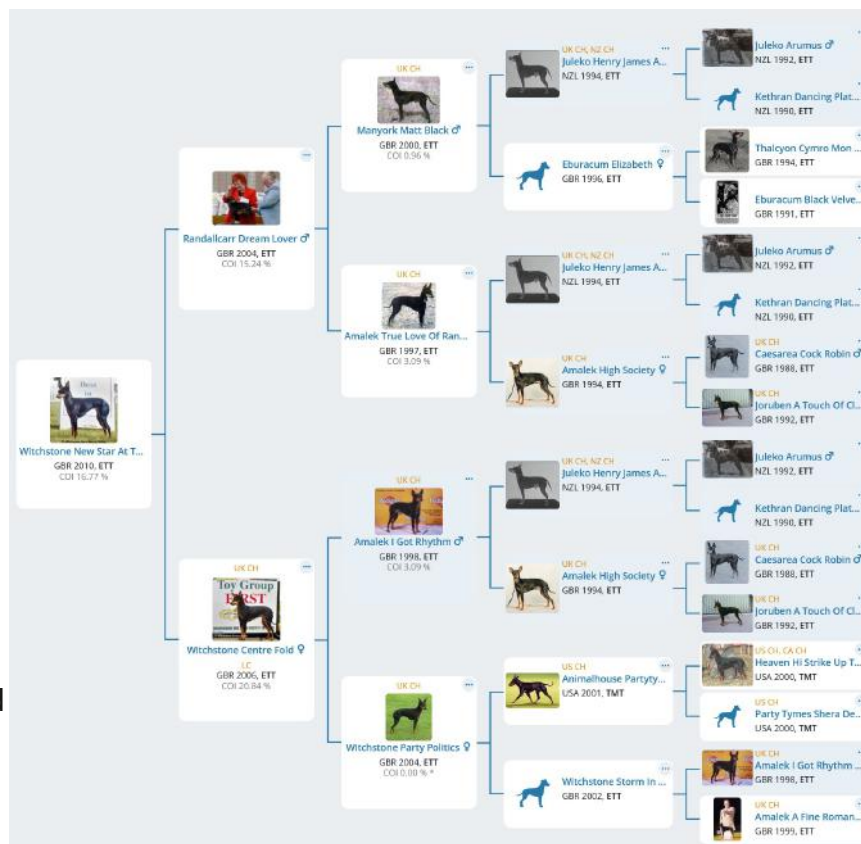 Witchstone New Star At T...
GBR 2010, ETT
COI 16.77 %
Randallcarr Dream Lover ♂
GBR 2004, ETT
COI 15.24 %
UK CH
Witchstone Centre Fold ♀
,LC
GBR 2006, ETT
COI 20.84 %
Toy Group
FIRST
UK CH
Manyork Matt Black ♂
GBR 2000, ETT
COI 0.96 %
UK CH
Amalek True Love Of Ran...
GBR 1997, ETT
COI 3.09 %
UK CH
Amalek I Got Rhythm ♂
GBR 1998, ETT
COI 3.09 %
UK CH
Witchstone Party Politics ♀
GBR 2004, ETT
COI 0.00 % *
UK CH, NZ CH
Juleko Henry James A...
NZL 1994, ETT
Eburacum Elizabeth ♀
GBR 1996, ETT
UK CH, NZ CH
Juleko Henry James A...
NZL 1994, ETT
UK CH
Amalek High Society ♀
GBR 1994, ETT
UK CH, NZ CH
Juleko Henry James A...
NZL 1994, ETT
UK CH
Amalek High Society ♀
GBR 1994, ETT
US CH
Animalhouse Partyty...
USA 2001, TMT
Witchstone Storm In ...
GBR 2002, ETT
Juleko Arumus ♂
NZL 1992, ETT
Kethran Dancing Plat...
NZL 1990, ETT
Thalcyon Cymro Mon ...
GBR 1994, ETT
Eburacum Black Velve...
GBR 1991, ETT
Juleko Arumus ♂
NZL 1992, ETT
Kethran Dancing Plat...
NZL 1990, ETT
UK CH
Caesarea Cock Robin ♂
GBR 1988, ETT
UK CH
Joruben A Touch Of Cl...
GBR 1992, ETT
Juleko Arumus ♂
NZL 1992, ETT
Kethran Dancing Plat...
NZL 1990, ETT
UK CH
Caesarea Cock Robin ♂
GBR 1988, ETT
UK CH
Joruben A Touch Of Cl...
GBR 1992, ETT
US CH, CA CH
Heaven Hi Strike Up T...
USA 2000, TMT
US CH
Party Tymes Shera De...
USA 2000, TMT
UK CH
Amalek I Got Rhythm ...
GBR 1998, ETT
UK CH
Amalek A Fine Roman...
GBR 1999, ETT